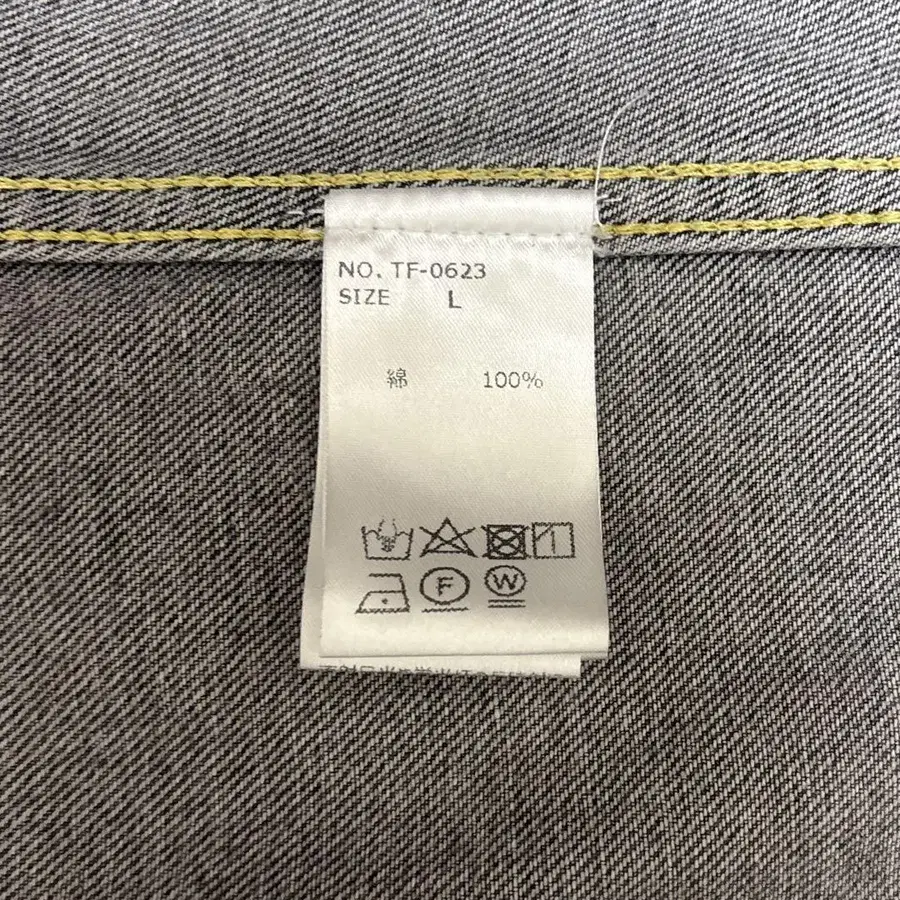 NO. TF-0623
SIZE L
綿 100%
F W